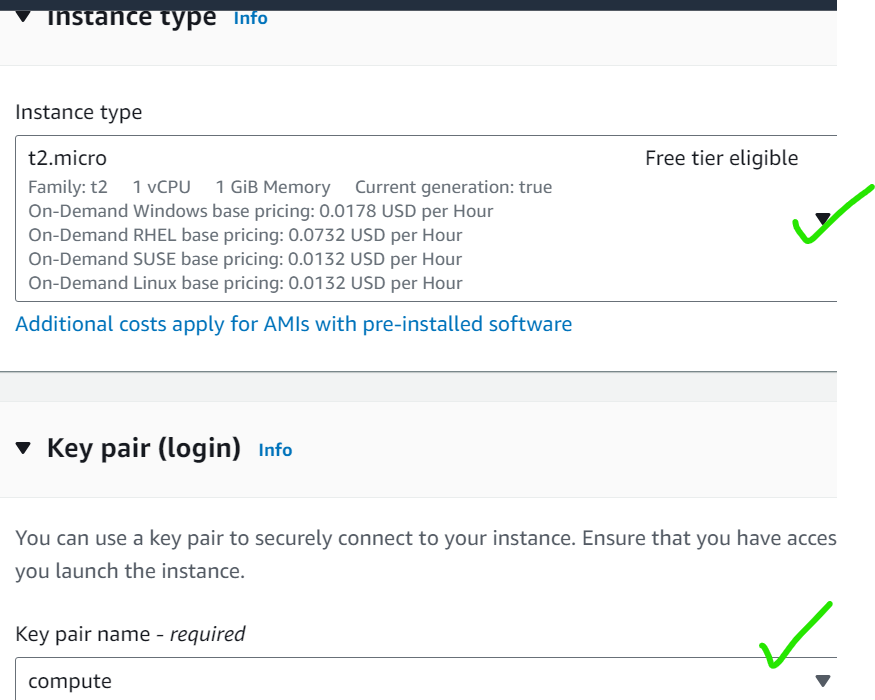 Instance type Info
Instance type
t2.micro Free tier eligible
Family: t2 1 vCPU 1 GiB Memory Current generation: true
On-Demand Windows base pricing: 0.0178 USD per Hour
On-Demand RHEL base pricing: 0.0732 USD per Hour
On-Demand SUSE base pricing: 0.0132 USD per Hour
On-Demand Linux base pricing: 0.0132 USD per Hour
Additional costs apply for AMIs with pre-installed software
Key pair (login) Info
You can use a key pair to securely connect to your instance. Ensure that you have acces
you launch the instance.
Key pair name - required
compute